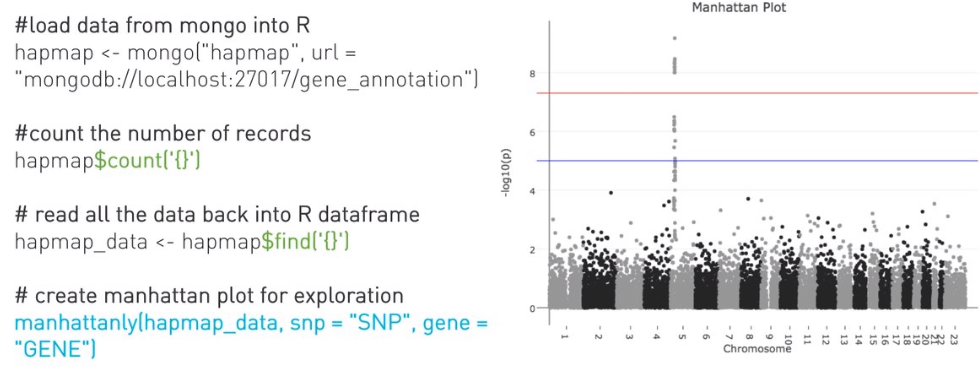 #load data from mongo into R
hapmap <- mongo("hapmap", url =
"mongodb://localhost:27017/gene_annotation")
#count the number of records
hapmap$count('{}')
# read all the data back into R dataframe
hapmap_data <- hapmap$find('{}')
# create manhattan plot for exploration
manhattanly(hapmap_data, snp = "SNP", gene =
"GENE")
Manhattan Plot
-log10(p)
8
6
4
2
0
1 2 3 4 5 6 7 8 9 10 11 12 13 14 15 16 17 18 19 20 21 22 23
Chromosome